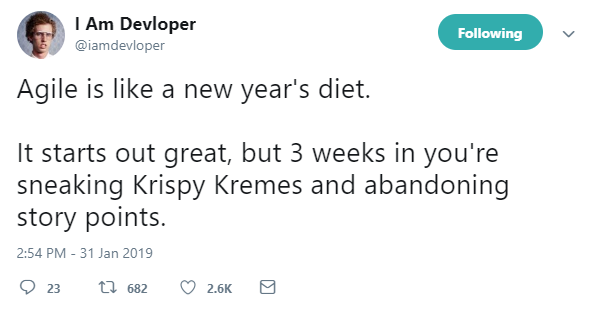 I Am Devloper
@iamdevloper
Following
Agile is like a new year's diet.
It starts out great, but 3 weeks in you're
sneaking Krispy Kremes and abandoning
story points.
2:54 PM - 31 Jan 2019
23 682 2.6K